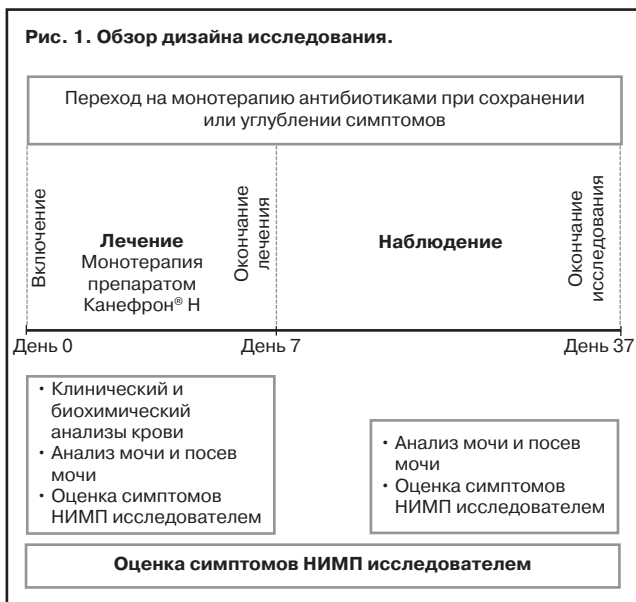 Рис. 1. Обзор дизайна исследования.
Переход на монотерапию антибиотиками при сохранении
или углублении симптомов
Включение
Лечение
Монотерапия
препаратом
Канефрон® Н
Окончание
лечения
Наблюдение
Окончание
исследования
День 0
День 7
День 37
• Клинический и
биохимический
анализы крови
• Анализ мочи и посев
мочи
• Оценка симптомов
НИМП исследователем
• Анализ мочи и посев
мочи
• Оценка симптомов
НИМП исследователем
Оценка симптомов НИМП исследователем